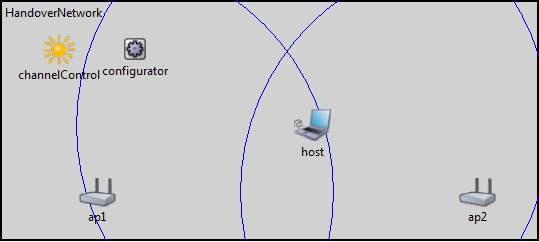 HandoverNetwork
channelControl
configurator
host
ap1
ap2